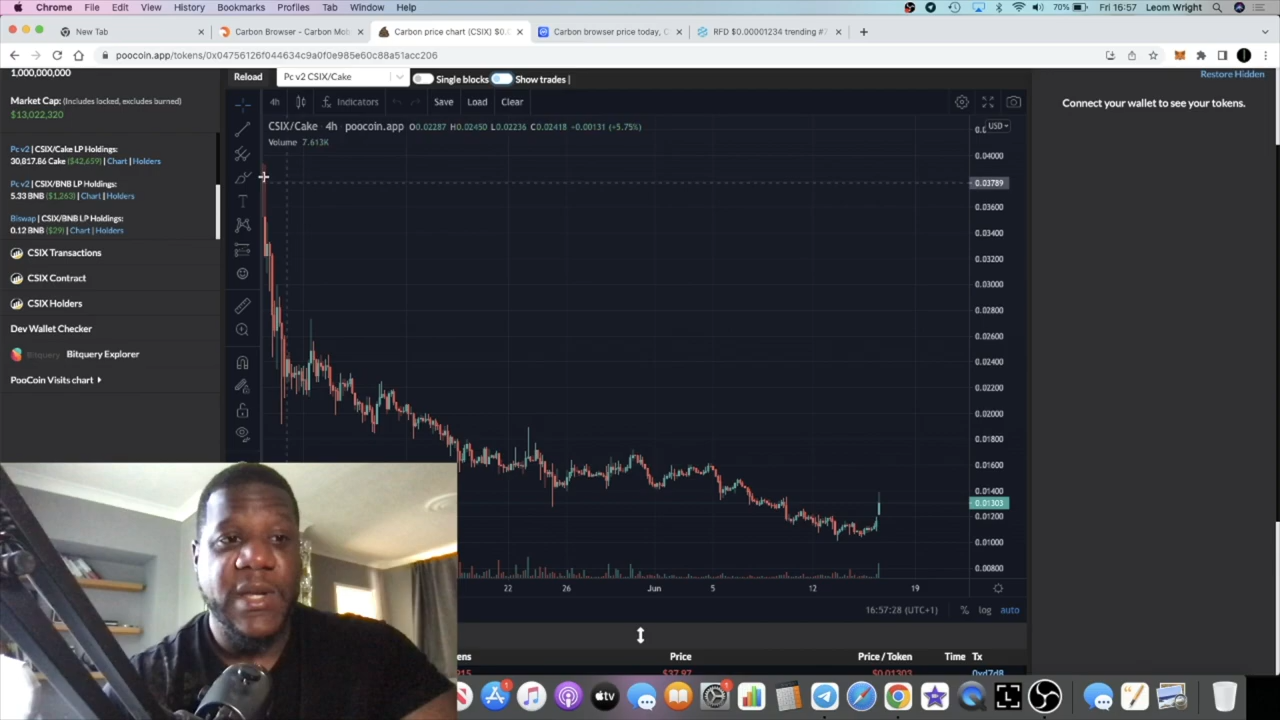 Chrome File Edit View History Bookmarks Profiles Tab Window Help 70% Fri 16:57 Leom Wright
New Tab Carbon Browser - Carbon Mob Carbon price chart (CSIX) $0. Carbon browser price today, C RFD $0.00001234 trending #
poocoin.app/tokens/0x04756126f044634c9a0f0e985e60c88a51acc206
1,000,000,000
Market Cap: (Includes locked, excludes burned)
$13,022,320
Pc v2 | CSIX/Cake LP Holdings:
30,817.86 Cake ($42,659) | Chart | Holders
Pc v2 | CSIX/BNB LP Holdings:
5.33 BNB ($1,263) | Chart | Holders
Biswap | CSIX/BNB LP Holdings:
0.12 BNB ($29) | Chart | Holders
CSIX Transactions
CSIX Contract
CSIX Holders
Dev Wallet Checker
Bitquery Bitquery Explorer
PooCoin Visits chart
Reload Pc v2 CSIX/Cake Single blocks Show trades |
4h Indicators Save Load Clear
CSIX/Cake 4h poocoin.app O0.02287 H0.02450 L0.02236 C0.02418 -0.00131 (+5.75%)
Volume 7.613K
USD
0.04000
0.03789
0.03600
0.03400
0.03200
0.03000
0.02800
0.02600
0.02400
0.02200
0.02000
0.01800
0.01600
0.01400
0.01303
0.01200
0.01000
0.00800
22 26 Jun 5 12 19
16:57:28 (UTC+1) % log auto
Price Price / Token Time Tx
$37.97 $0.01303
Restore Hidden
Connect your wallet to see your tokens.